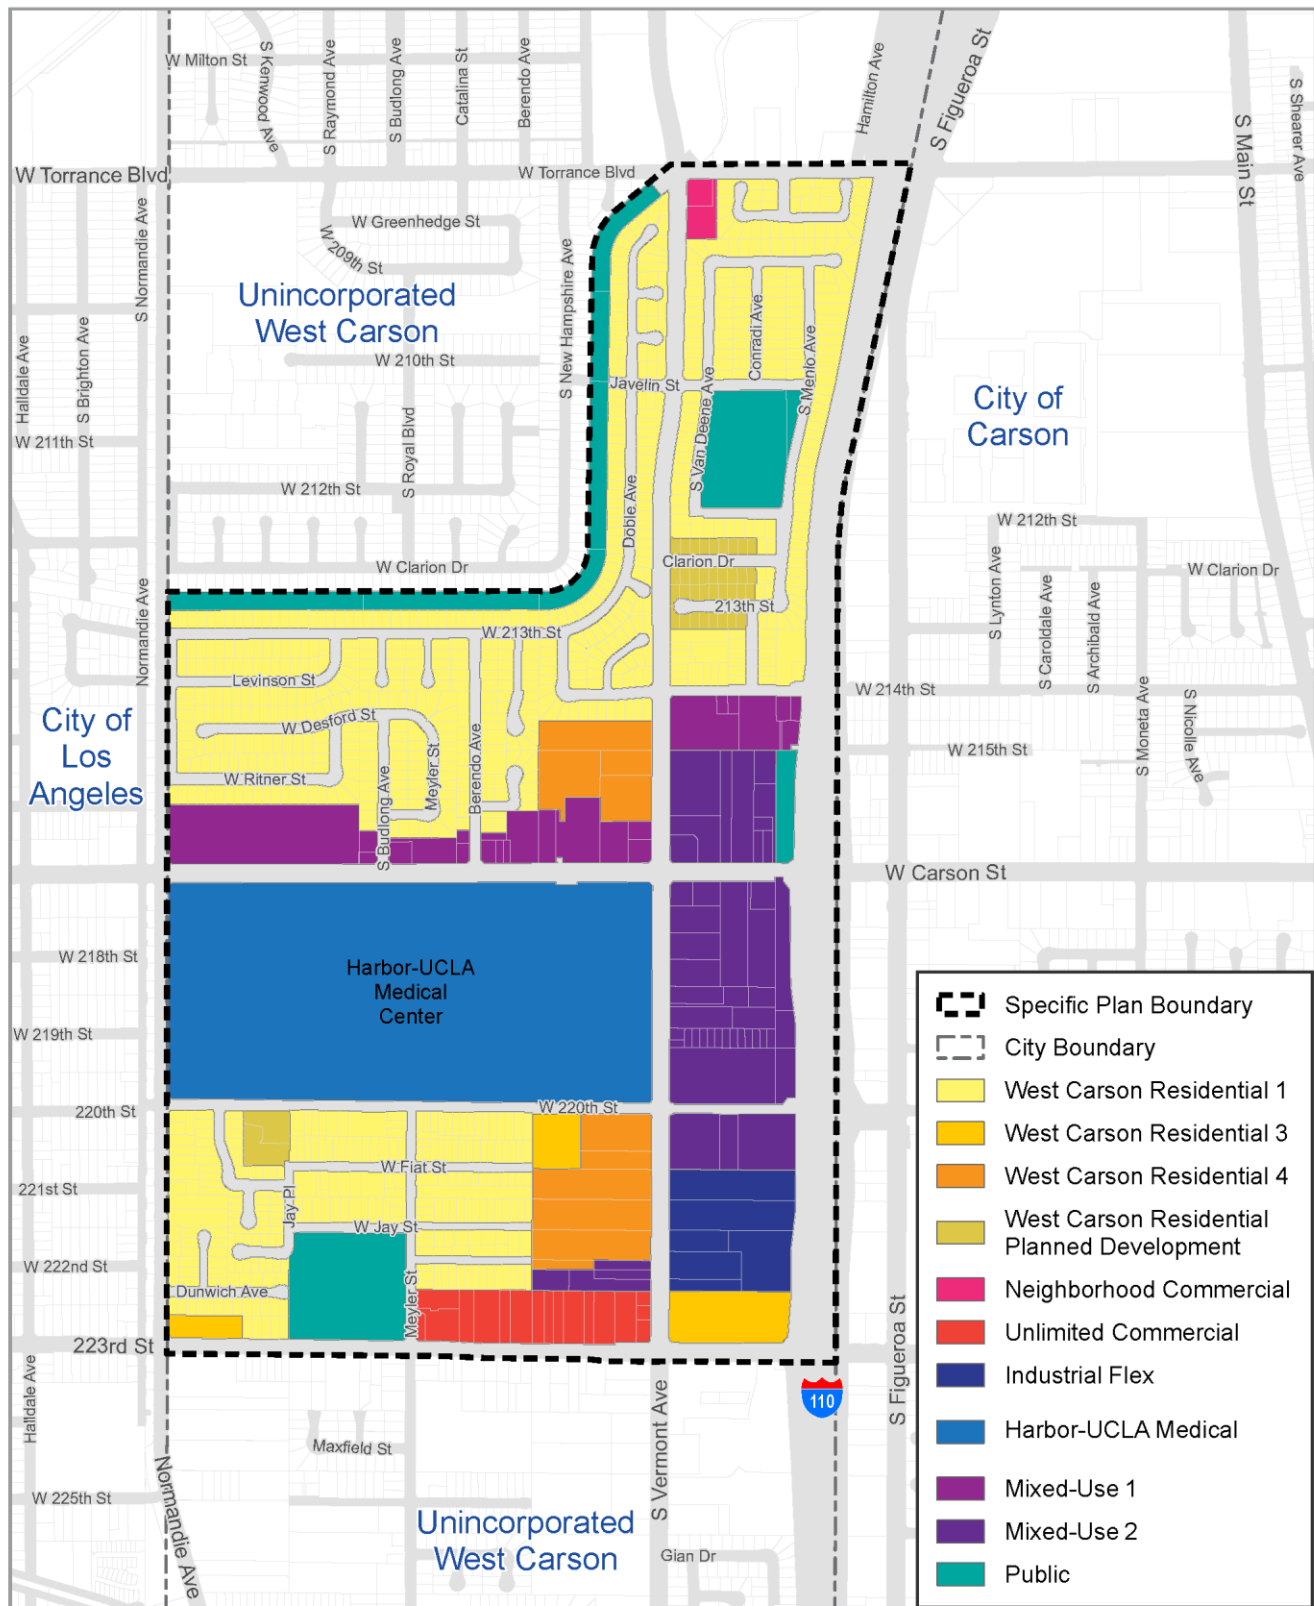 W Milton St
S Kenwood Ave
S Raymond Ave
S Budlong Ave
Catalina St
Berendo Ave
Hamilton Ave
S Figueroa St
S Main St
S Shearer Ave
W Torrance Blvd
W Torrance Blvd
S Normandie Ave
W Greenhedge St
W 209th St
S New Hampshire Ave
Unincorporated
West Carson
Halldale Ave
S Brighton Ave
W 210th St
Javelin St
Conradi Ave
S Menlo Ave
S Van Deene Ave
City of
Carson
W 211th St
S Royal Blvd
W 212th St
Doble Ave
W 212th St
W Clarion Dr
Clarion Dr
W Clarion Dr
S Lynton Ave
S Caroldale Ave
S Archibald Ave
Normandie Ave
213th St
W 213th St
Levinson St
W 214th St
S Moneta Ave
S Nicolle Ave
City of
Los
Angeles
W Desford St
W 215th St
W Ritner St
S Budlong Ave
Meyler St
Berendo Ave
W Carson St
W 218th St
Harbor-UCLA
Medical
Center
W 219th St
220th St
W 220th St
W Fiat St
221st St
Jay Pl
W Jay St
W 222nd St
Dunwich Ave
Meyler St
223rd St
Halldale Ave
S Vermont Ave
110
S Figueroa St
Maxfield St
Normandie Ave
W 225th St
Unincorporated
West Carson
Gian Dr
Specific Plan Boundary
City Boundary
West Carson Residential 1
West Carson Residential 3
West Carson Residential 4
West Carson Residential
Planned Development
Neighborhood Commercial
Unlimited Commercial
Industrial Flex
Harbor-UCLA Medical
Mixed-Use 1
Mixed-Use 2
Public